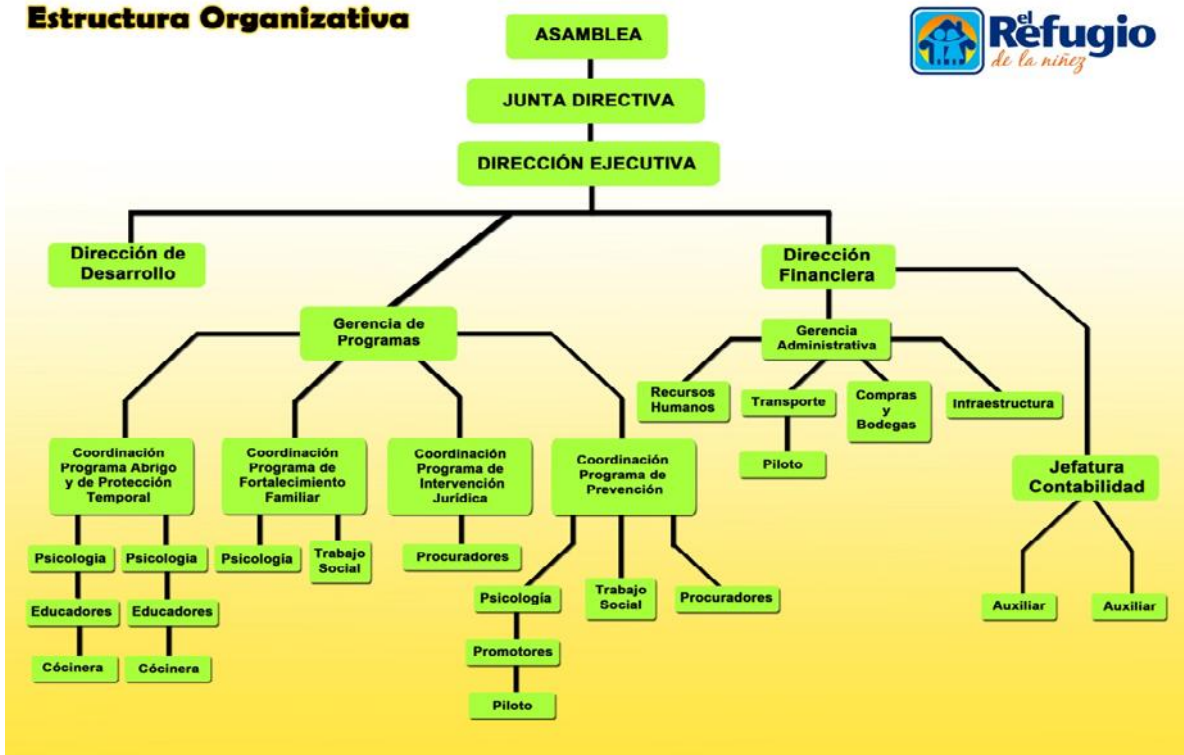 Estructura Organizativa
el
Refugio
de la niñez
ASAMBLEA
JUNTA DIRECTIVA
DIRECCIÓN EJECUTIVA
Dirección de
Desarrollo
Dirección
Financiera
Gerencia de
Programas
Gerencia
Administrativa
Recursos
Humanos
Transporte
Compras
y
Bodegas
Infraestructura
Piloto
Coordinación
Programa Abrigo
y de Protección
Temporal
Coordinación
Programa de
Fortalecimiento
Familiar
Coordinación
Programa de
Intervención
Jurídica
Coordinación
Programa de
Prevención
Jefatura
Contabilidad
Psicología
Psicología
Psicología
Trabajo
Social
Procuradores
Educadores
Educadores
Psicología
Trabajo
Social
Procuradores
Auxiliar
Auxiliar
Cócinera
Cócinera
Promotores
Piloto